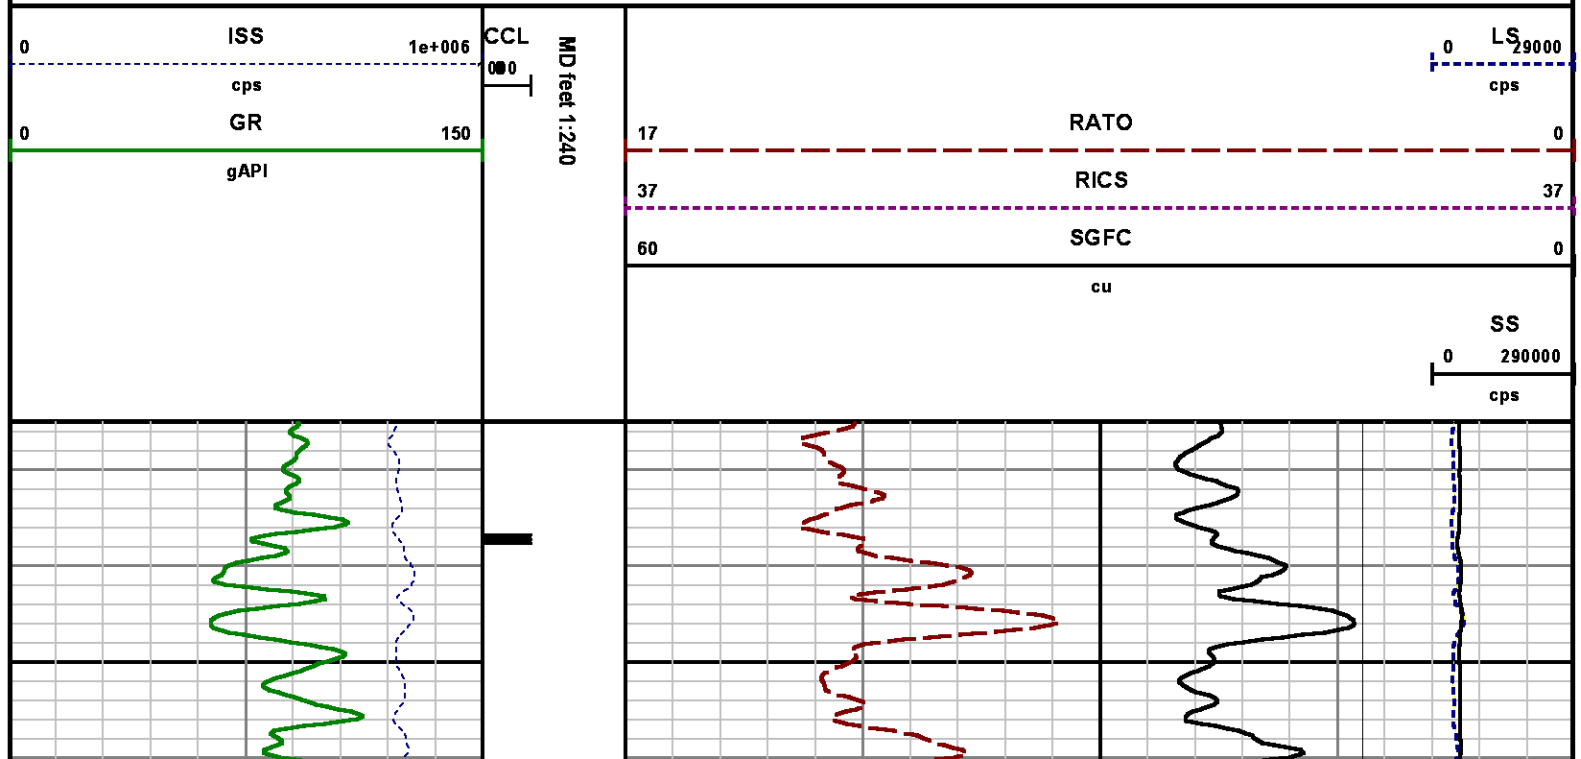 ISS
0 1e+006
cps
GR
0 150
gAPI
CCL
MD feet 1:240
LS
0 29000
cps
RATO
17 0
RICS
37 37
SGFC
60 0
cu
SS
0 290000
cps